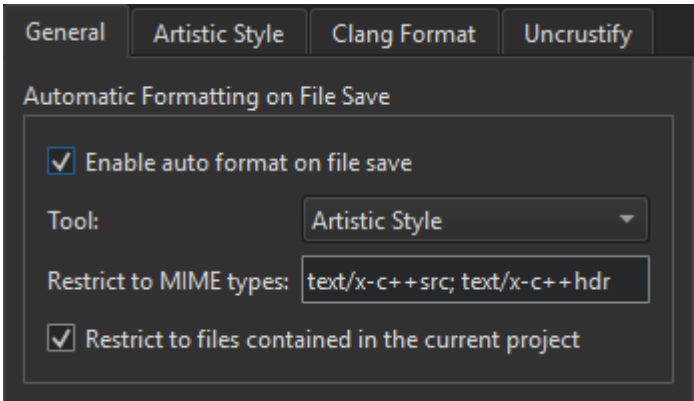 General Artistic Style Clang Format Uncrustify
Automatic Formatting on File Save
Enable auto format on file save
Tool: Artistic Style
Restrict to MIME types: text/x-c++src; text/x-c++hdr
Restrict to files contained in the current project